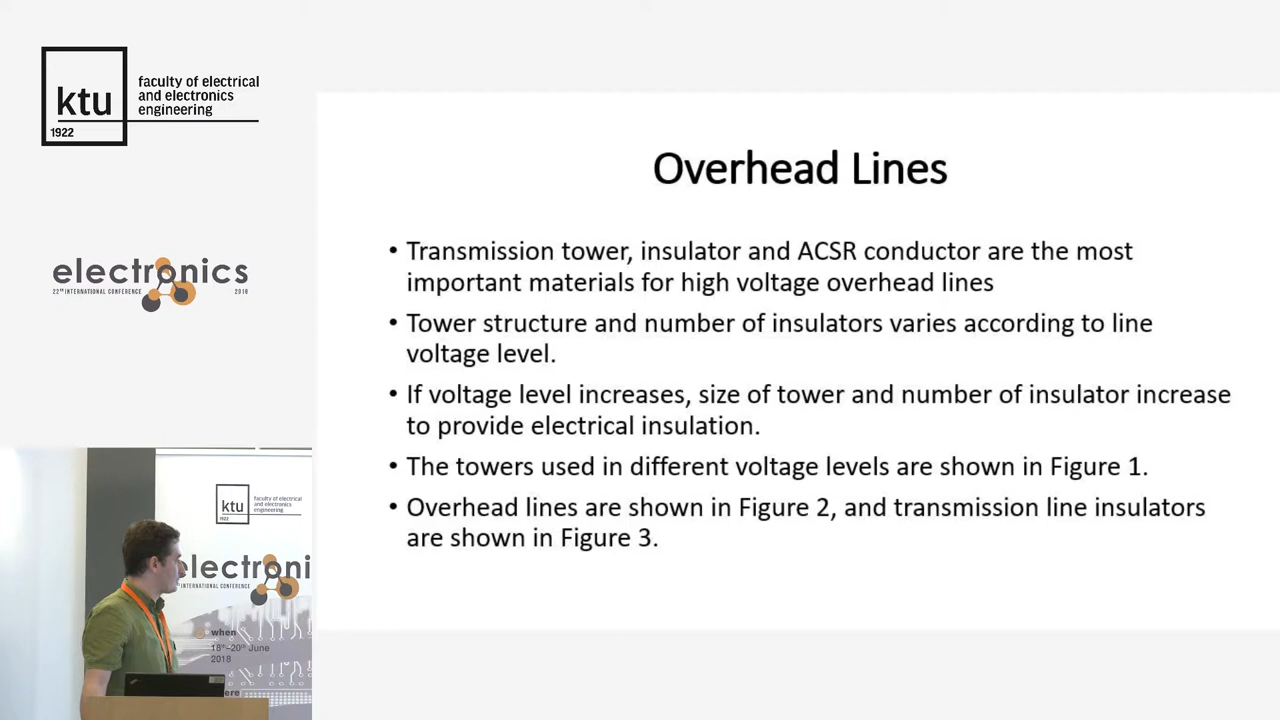 ktu
1922
faculty of electrical
and electronics
engineering
electronics
22ND INTERNATIONAL CONFERENCE 2018
Overhead Lines
• Transmission tower, insulator and ACSR conductor are the most
important materials for high voltage overhead lines
• Tower structure and number of insulators varies according to line
voltage level.
• If voltage level increases, size of tower and number of insulator increase
to provide electrical insulation.
• The towers used in different voltage levels are shown in Figure 1.
• Overhead lines are shown in Figure 2, and transmission line insulators
are shown in Figure 3.
ktu
1922
faculty of electrical
and electronics
engineering
electroni
INTERNATIONAL CONFERENCE
when
18th–20th June
2018
ere